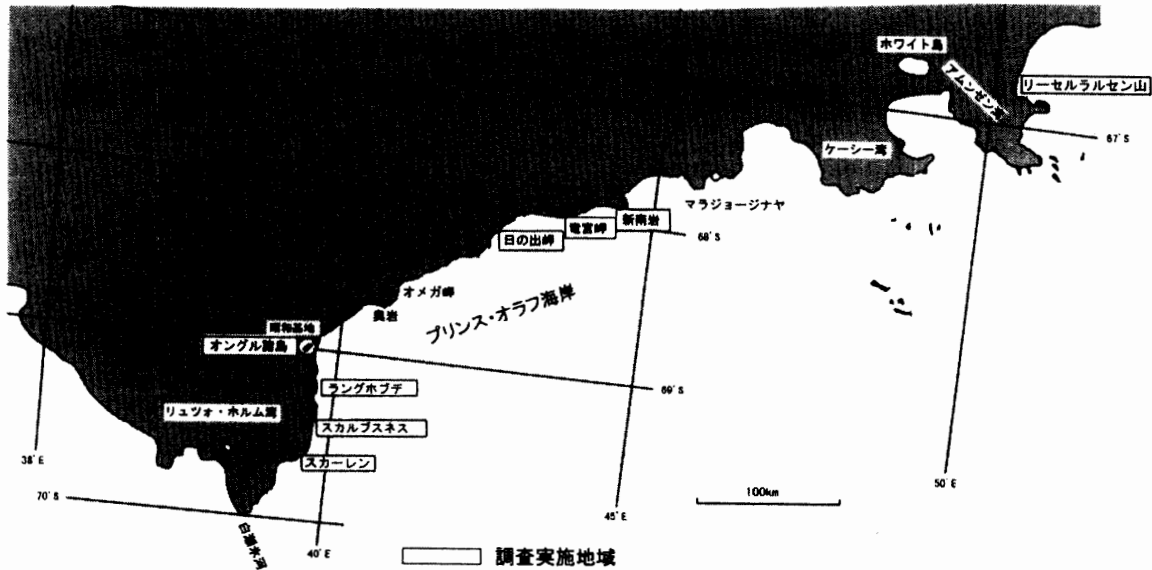 ホワイト島
アムンゼン湾
リーセルラルセン山
67°S
ケーシー湾
マラジョージナヤ
新南岩
竜宮岬
日の出岬
68°S
オメガ岬
奥岩
プリンス・オラフ海岸
昭和基地
オングル諸島
69°S
ラングホブデ
リュツォ・ホルム湾
スカルブスネス
スカーレン
38°E
70°S
白瀬氷河
40°E
45°E
50°E
100km
調査実施地域